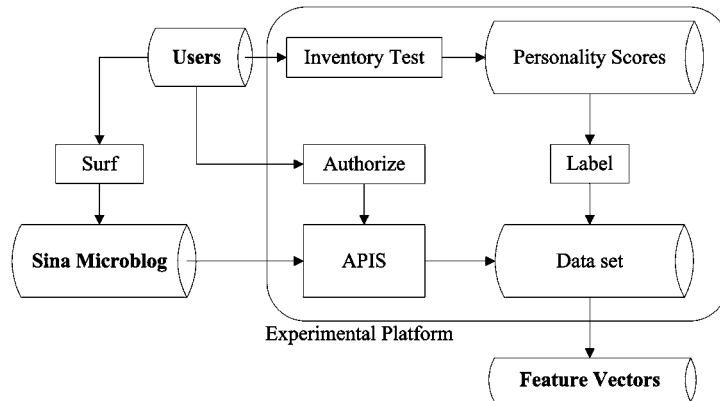 Users
Inventory Test
Personality Scores
Surf
Authorize
Label
Sina Microblog
APIS
Data set
Experimental Platform
Feature Vectors